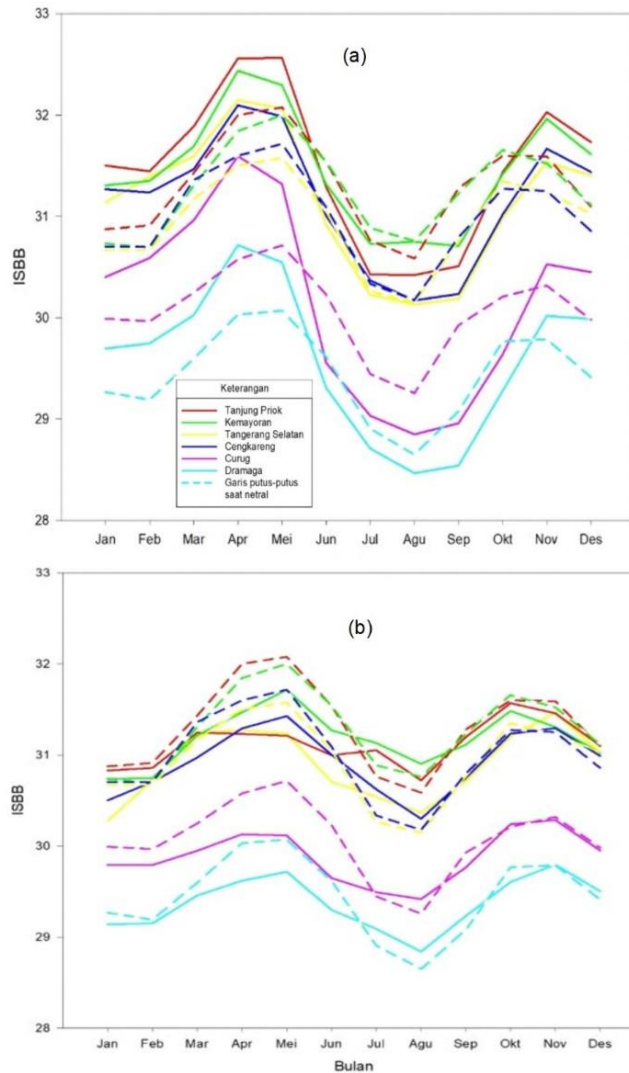 33
(a)
32
31
ISBB
30
Keterangan
Tanjung Priok
Kemayoran
Tangerang Selatan
Cengkareng
Curug
Dramaga
Garis putus-putus
saat netral
29
28
Jan Feb Mar Apr Mei Jun Jul Agu Sep Okt Nov Des
33
(b)
32
31
ISBB
30
29
28
Jan Feb Mar Apr Mei Jun Jul Agu Sep Okt Nov Des
Bulan